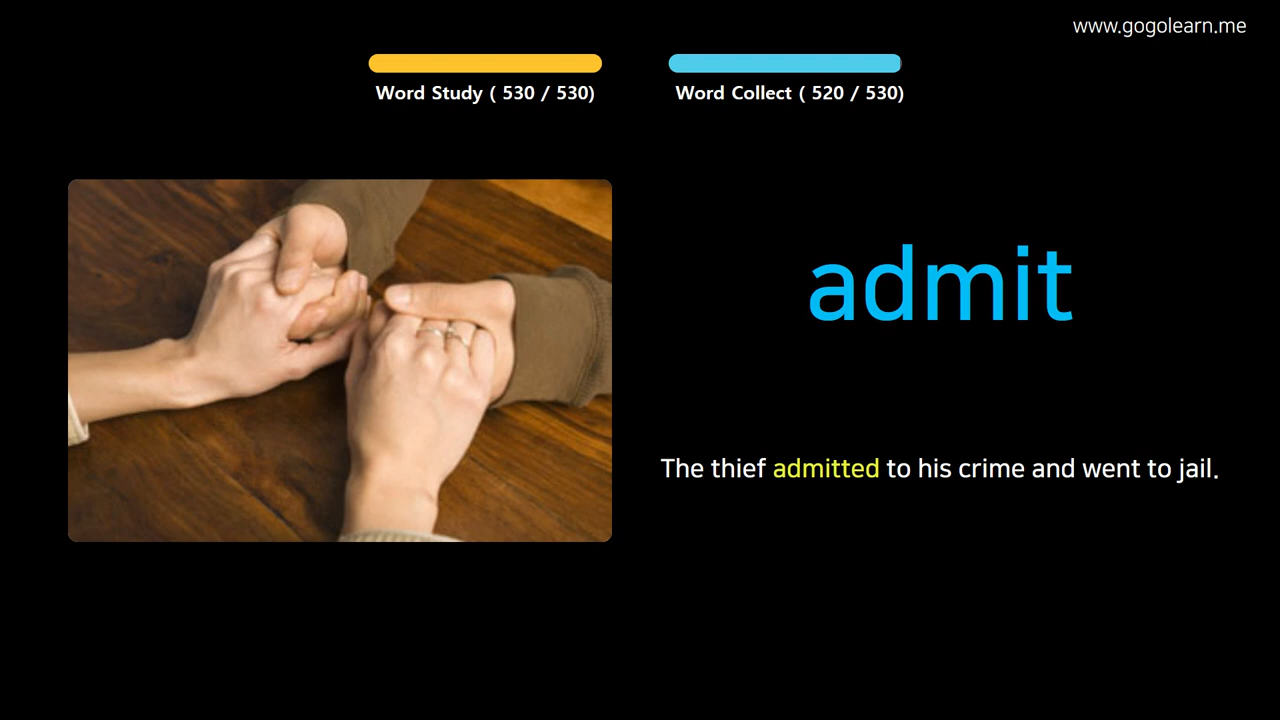 www.gogolearn.me
Word Study ( 530 / 530)
Word Collect ( 520 / 530)
admit
The thief admitted to his crime and went to jail.